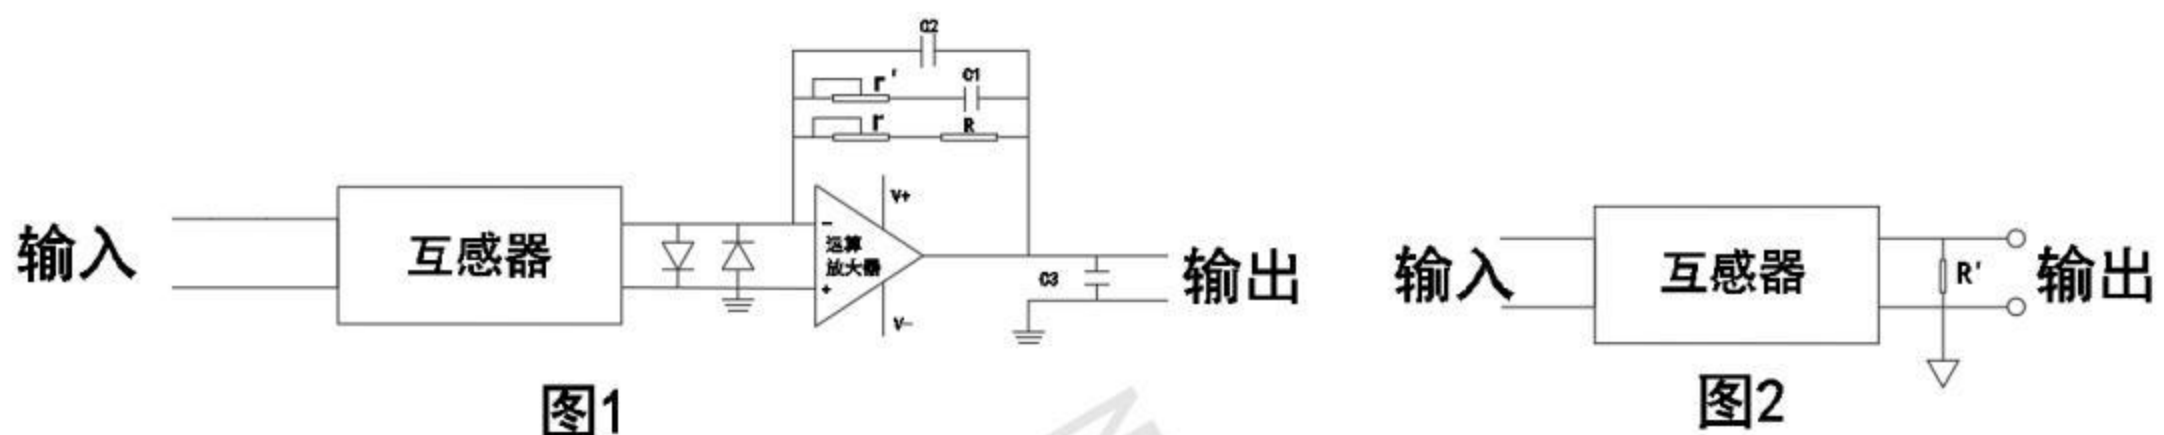 C2
r'
C1
r
R
V+
输入
互感器
-
运算
放大器
+
V-
C3
输出
图1
输入
互感器
R'
输出
图2